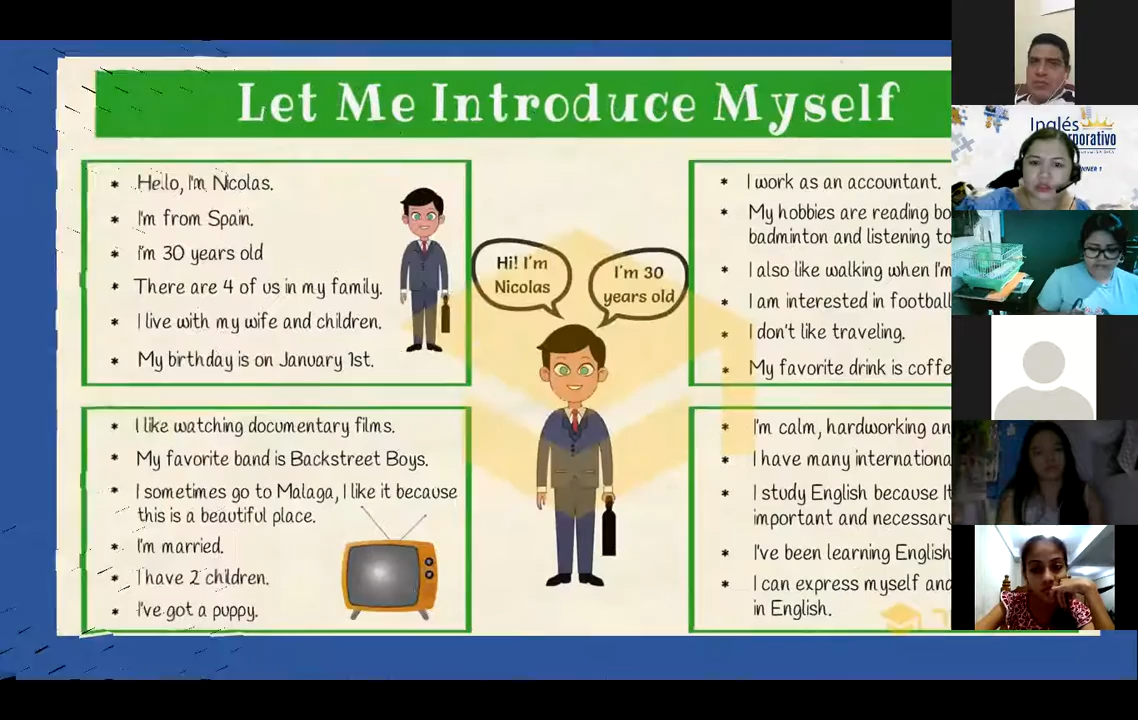 Let Me Introduce Myself
Hello, I'm Nicolas.
I'm from Spain.
I'm 30 years old
There are 4 of us in my family.
I live with my wife and children.
My birthday is on January 1st.
Hi! I'm
Nicolas
I'm 30
years old
I work as an accountant.
My hobbies are reading bo
badminton and listening to
I also like walking when I'm
I am interested in football
I don't like traveling.
My favorite drink is coffe
I like watching documentary films.
My favorite band is Backstreet Boys.
I sometimes go to Malaga, I like it because
this is a beautiful place.
I'm married.
I have 2 children.
I've got a puppy.
I'm calm, hardworking an
I have many internationa
I study English because It
important and necessary
I've been learning English
I can express myself and
in English.
Inglés
porativo
NNER 1